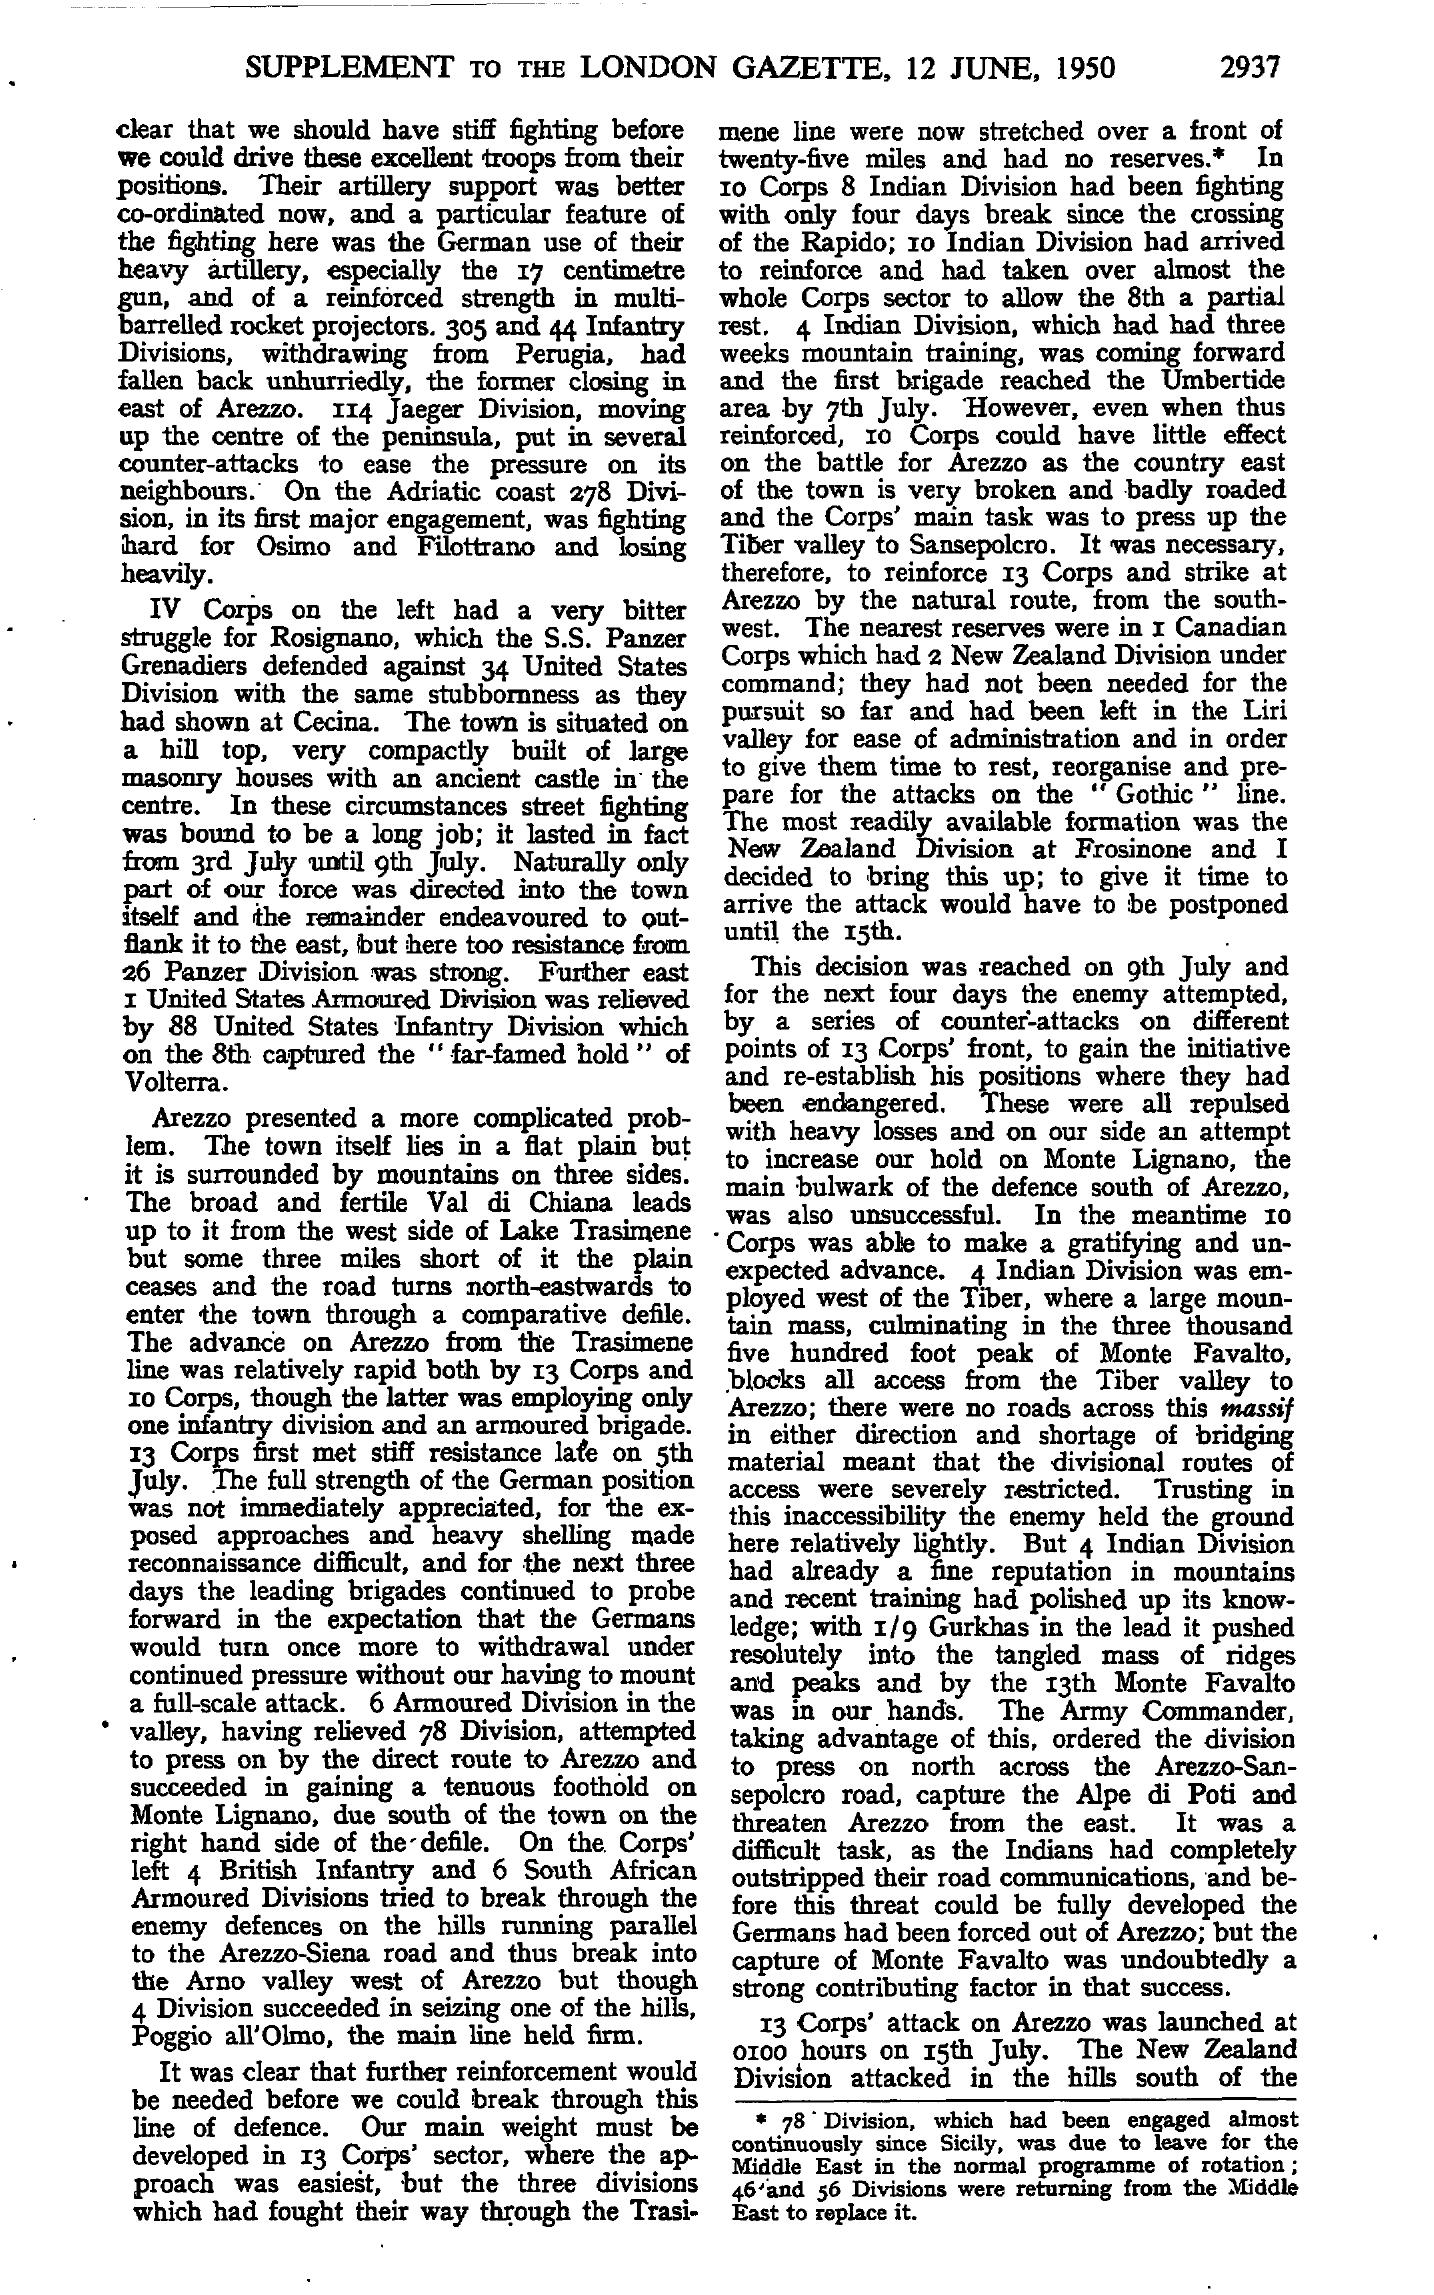 SUPPLEMENT TO THE LONDON GAZETTE, 12 JUNE, 1950 2937
clear that we should have stiff fighting before
we could drive these excellent troops from their
positions. Their artillery support was better
co-ordinated now, and a particular feature of
the fighting here was the German use of their
heavy artillery, especially the 17 centimetre
gun, and of a reinforced strength in multi-
barrelled rocket projectors. 305 and 44 Infantry
Divisions, withdrawing from Perugia, had
fallen back unhurriedly, the former closing in
east of Arezzo. 114 Jaeger Division, moving
up the centre of the peninsula, put in several
counter-attacks to ease the pressure on its
neighbours. On the Adriatic coast 278 Divi-
sion, in its first major engagement, was fighting
hard for Osimo and Filottrano and losing
heavily.
IV Corps on the left had a very bitter
struggle for Rosignano, which the S.S. Panzer
Grenadiers defended against 34 United States
Division with the same stubbornness as they
had shown at Cecina. The town is situated on
a hill top, very compactly built of large
masonry houses with an ancient castle in the
centre. In these circumstances street fighting
was bound to be a long job; it lasted in fact
from 3rd July until 9th July. Naturally only
part of our force was directed into the town
itself and the remainder endeavoured to out-
flank it to the east, but here too resistance from
26 Panzer Division was strong. Further east
1 United States Armoured Division was relieved
by 88 United States Infantry Division which
on the 8th captured the "far-famed hold" of
Volterra.
Arezzo presented a more complicated prob-
lem. The town itself lies in a flat plain but
it is surrounded by mountains on three sides.
The broad and fertile Val di Chiana leads
up to it from the west side of Lake Trasimene
but some three miles short of it the plain
ceases and the road turns north-eastwards to
enter the town through a comparative defile.
The advance on Arezzo from the Trasimene
line was relatively rapid both by 13 Corps and
10 Corps, though the latter was employing only
one infantry division and an armoured brigade.
13 Corps first met stiff resistance late on 5th
July. The full strength of the German position
was not immediately appreciated, for the ex-
posed approaches and heavy shelling made
reconnaissance difficult, and for the next three
days the leading brigades continued to probe
forward in the expectation that the Germans
would turn once more to withdrawal under
continued pressure without our having to mount
a full-scale attack. 6 Armoured Division in the
valley, having relieved 78 Division, attempted
to press on by the direct route to Arezzo and
succeeded in gaining a tenuous foothold on
Monte Lignano, due south of the town on the
right hand side of the defile. On the Corps'
left 4 British Infantry and 6 South African
Armoured Divisions tried to break through the
enemy defences on the hills running parallel
to the Arezzo-Siena road and thus break into
the Arno valley west of Arezzo but though
4 Division succeeded in seizing one of the hills,
Poggio all'Olmo, the main line held firm.
It was clear that further reinforcement would
be needed before we could break through this
line of defence. Our main weight must be
developed in 13 Corps' sector, where the ap-
proach was easiest, but the three divisions
which had fought their way through the Trasi-
mene line were now stretched over a front of
twenty-five miles and had no reserves.* In
10 Corps 8 Indian Division had been fighting
with only four days break since the crossing
of the Rapido; 10 Indian Division had arrived
to reinforce and had taken over almost the
whole Corps sector to allow the 8th a partial
rest. 4 Indian Division, which had had three
weeks mountain training, was coming forward
and the first brigade reached the Umbertide
area by 7th July. However, even when thus
reinforced, 10 Corps could have little effect
on the battle for Arezzo as the country east
of the town is very broken and badly roaded
and the Corps' main task was to press up the
Tiber valley to Sansepolcro. It was necessary,
therefore, to reinforce 13 Corps and strike at
Arezzo by the natural route, from the south-
west. The nearest reserves were in 1 Canadian
Corps which had 2 New Zealand Division under
command; they had not been needed for the
pursuit so far and had been left in the Liri
valley for ease of administration and in order
to give them time to rest, reorganise and pre-
pare for the attacks on the "Gothic" line.
The most readily available formation was the
New Zealand Division at Frosinone and I
decided to bring this up; to give it time to
arrive the attack would have to be postponed
until the 15th.
This decision was reached on 9th July and
for the next four days the enemy attempted,
by a series of counter-attacks on different
points of 13 Corps' front, to gain the initiative
and re-establish his positions where they had
been endangered. These were all repulsed
with heavy losses and on our side an attempt
to increase our hold on Monte Lignano, the
main bulwark of the defence south of Arezzo,
was also unsuccessful. In the meantime 10
Corps was able to make a gratifying and un-
expected advance. 4 Indian Division was em-
ployed west of the Tiber, where a large moun-
tain mass, culminating in the three thousand
five hundred foot peak of Monte Favalto,
blocks all access from the Tiber valley to
Arezzo; there were no roads across this massif
in either direction and shortage of bridging
material meant that the divisional routes of
access were severely restricted. Trusting in
this inaccessibility the enemy held the ground
here relatively lightly. But 4 Indian Division
had already a fine reputation in mountains
and recent training had polished up its know-
ledge; with 1/9 Gurkhas in the lead it pushed
resolutely into the tangled mass of ridges
and peaks and by the 13th Monte Favalto
was in our hands. The Army Commander,
taking advantage of this, ordered the division
to press on north across the Arezzo-San-
sepolcro road, capture the Alpe di Poti and
threaten Arezzo from the east. It was a
difficult task, as the Indians had completely
outstripped their road communications, and be-
fore this threat could be fully developed the
Germans had been forced out of Arezzo; but the
capture of Monte Favalto was undoubtedly a
strong contributing factor in that success.
13 Corps' attack on Arezzo was launched at
0100 hours on 15th July. The New Zealand
Division attacked in the hills south of the
* 78 Division, which had been engaged almost
continuously since Sicily, was due to leave for the
Middle East in the normal programme of rotation;
46 and 56 Divisions were returning from the Middle
East to replace it.